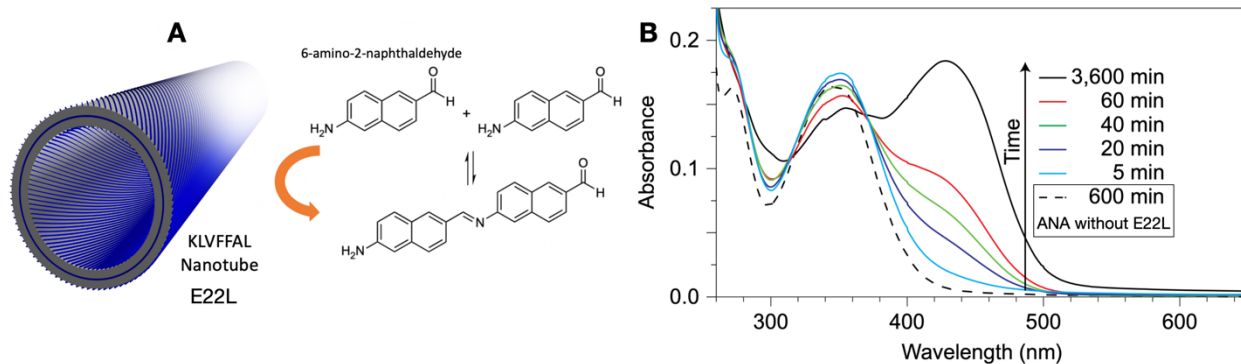 A
6-amino-2-naphthaldehyde
O
H
H₂N
+
O
H
H₂N
O
H
N
H₂N
KLVFFAL
Nanotube
E22L
B
Absorbance
0.2
0.1
0.0
300
400
500
600
Wavelength (nm)
Time
3,600 min
60 min
40 min
20 min
5 min
600 min
ANA without E22L